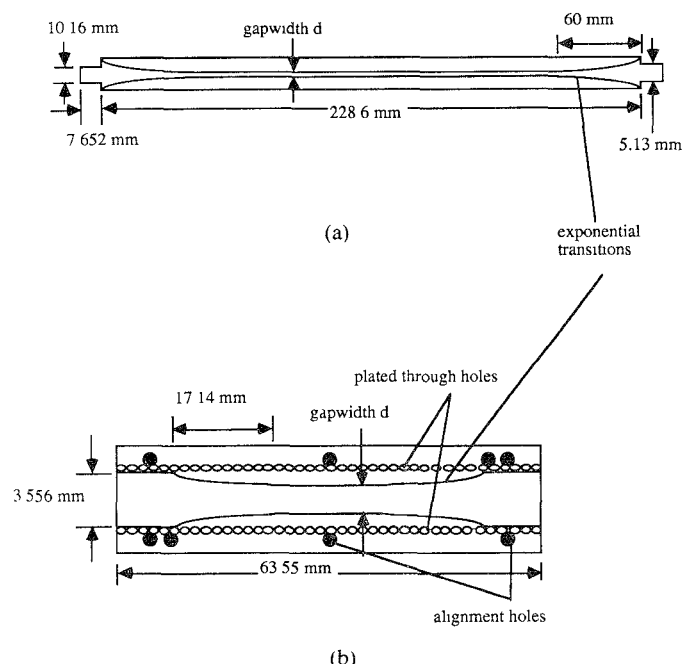 10 16 mm
gapwidth d
60 mm
228 6 mm
7 652 mm
5.13 mm
(a)
exponential
transitions
plated through holes
17 14 mm
gapwidth d
3 556 mm
63 55 mm
alignment holes
(b)